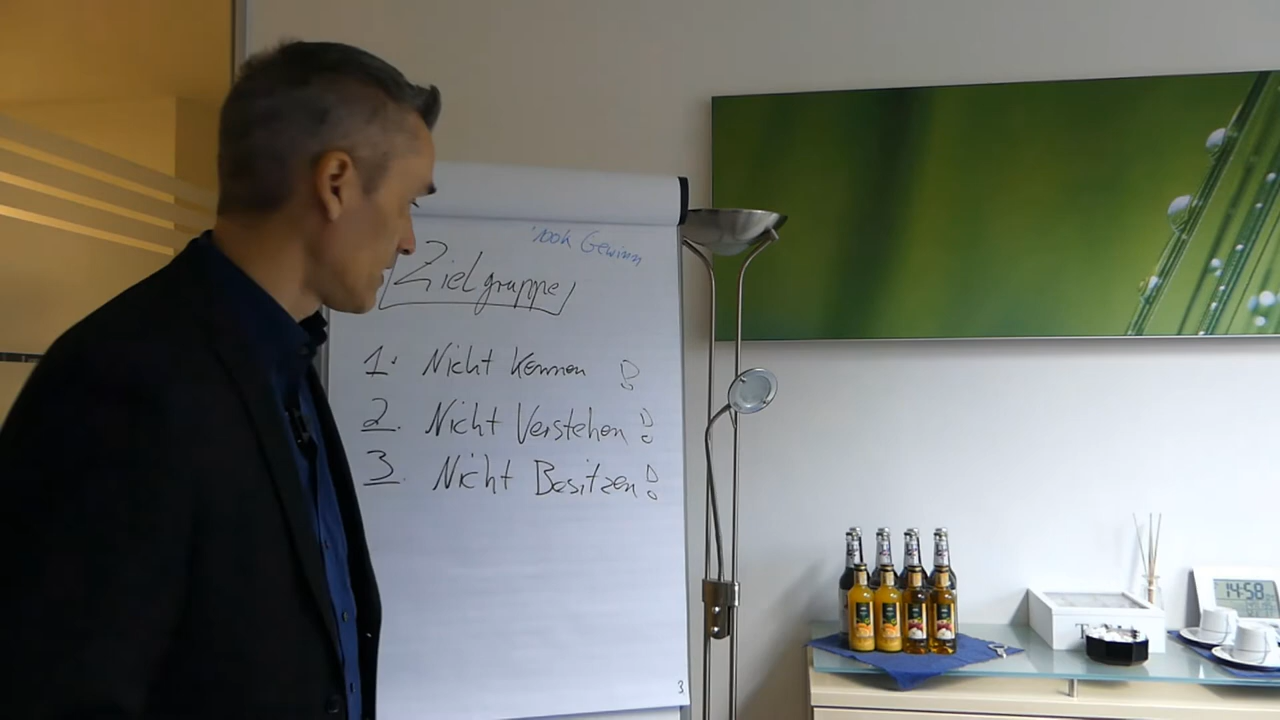 100k Gewinn
Zielgruppe
1. Nicht Kennen !
2. Nicht Verstehen !
3. Nicht Besitzen !
3
14:58